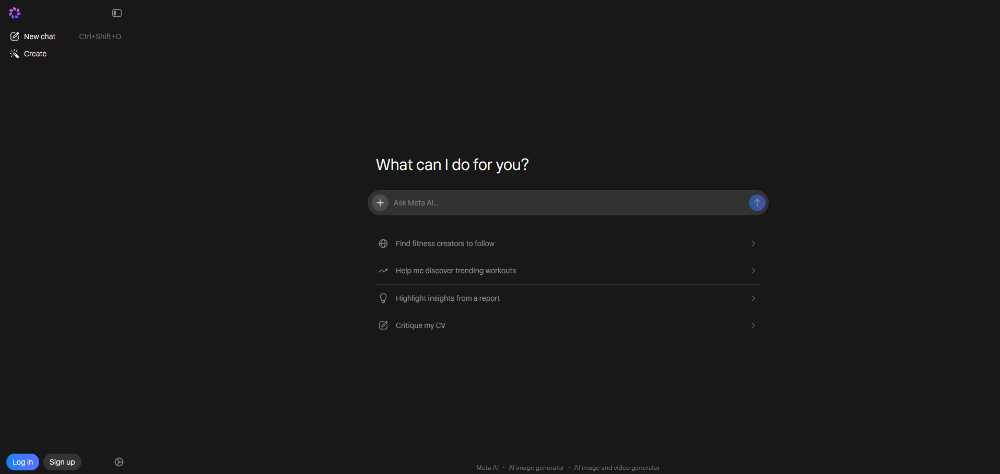 New chat Ctrl+Shift+O
Create
What can I do for you?
Ask Meta AI...
Find fitness creators to follow
Help me discover trending workouts
Highlight insights from a report
Critique my CV
Log in Sign up
Meta AI · AI image generator · AI image and video generator